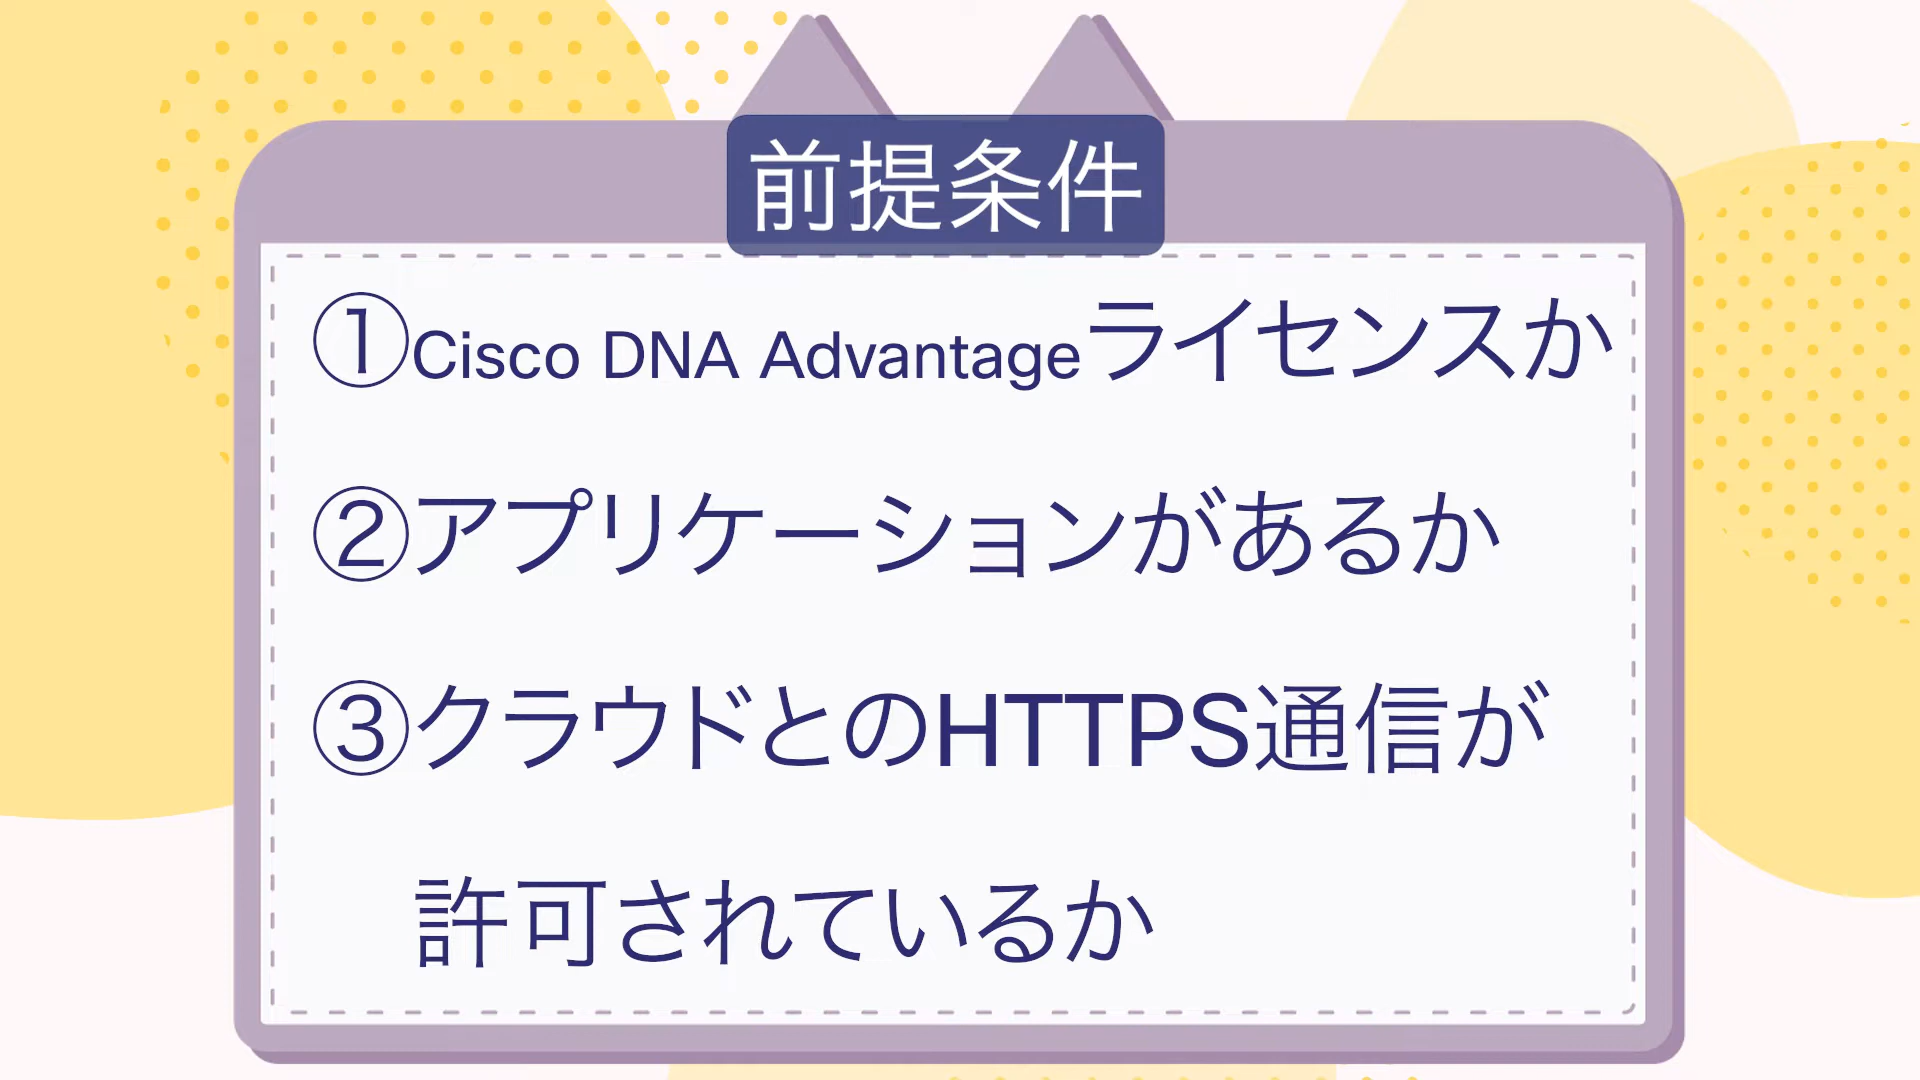 前提条件
①Cisco DNA Advantageライセンスか
②アプリケーションがあるか
③クラウドとのHTTPS通信が
許可されているか